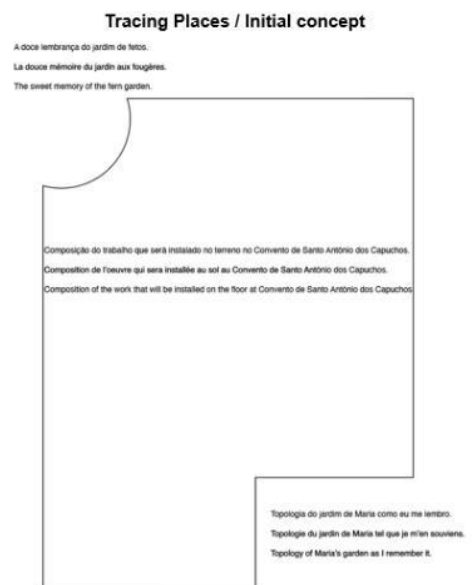 Tracing Places / Initial concept
A doce lembrança do jardim de fetos.
La douce mémoire du jardin aux fougères.
The sweet memory of the fern garden.
Composição do trabalho que será instalado no terreno no Convento de Santo António dos Capuchos.
Composition de l'oeuvre qui sera installée au sol au Convento de Santo António dos Capuchos.
Composition of the work that will be installed on the floor at Convento de Santo António dos Capuchos
Topologia do jardim de Maria como eu me lembro.
Topologie du jardin de Maria tel que je m'en souviens.
Topology of Maria's garden as I remember it.